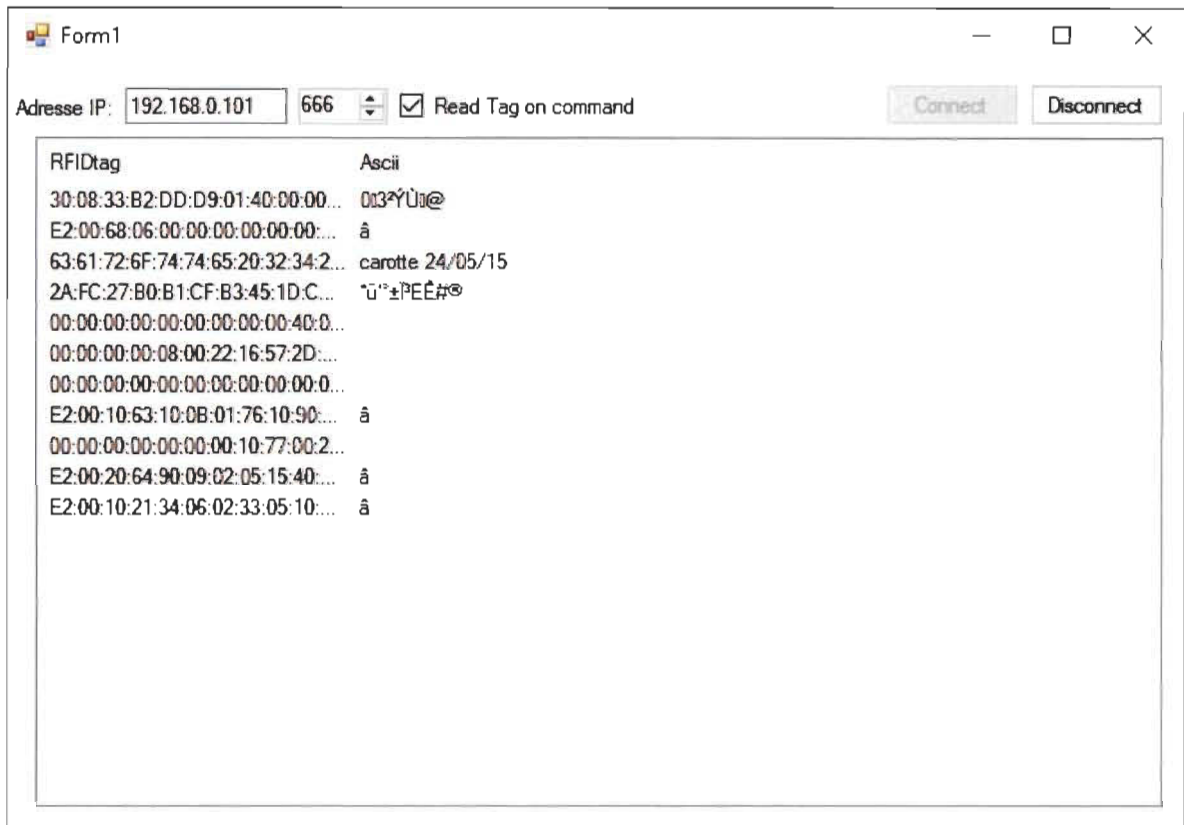 Form1
Adresse IP: 192.168.0.101 666 Read Tag on command Connect Disconnect
RFIDtag Ascii
30:08:33:B2:DD:D9:01:40:00:00...
E2:00:68:06:00:00:00:00:00:00:... â
63:61:72:6F:74:74:65:20:32:34:2... carotte 24/05/15
2A:FC:27:B0:B1:CF:B3:45:1D:C...
00:00:00:00:00:00:00:00:00:40:0...
00:00:00:00:08:00:22:16:57:2D:...
00:00:00:00:00:00:00:00:00:00:0...
E2:00:10:63:10:0B:01:76:10:90:... â
00:00:00:00:00:00:00:10:77:00:2...
E2:00:20:64:90:09:02:05:15:40:... â
E2:00:10:21:34:06:02:33:05:10:... â